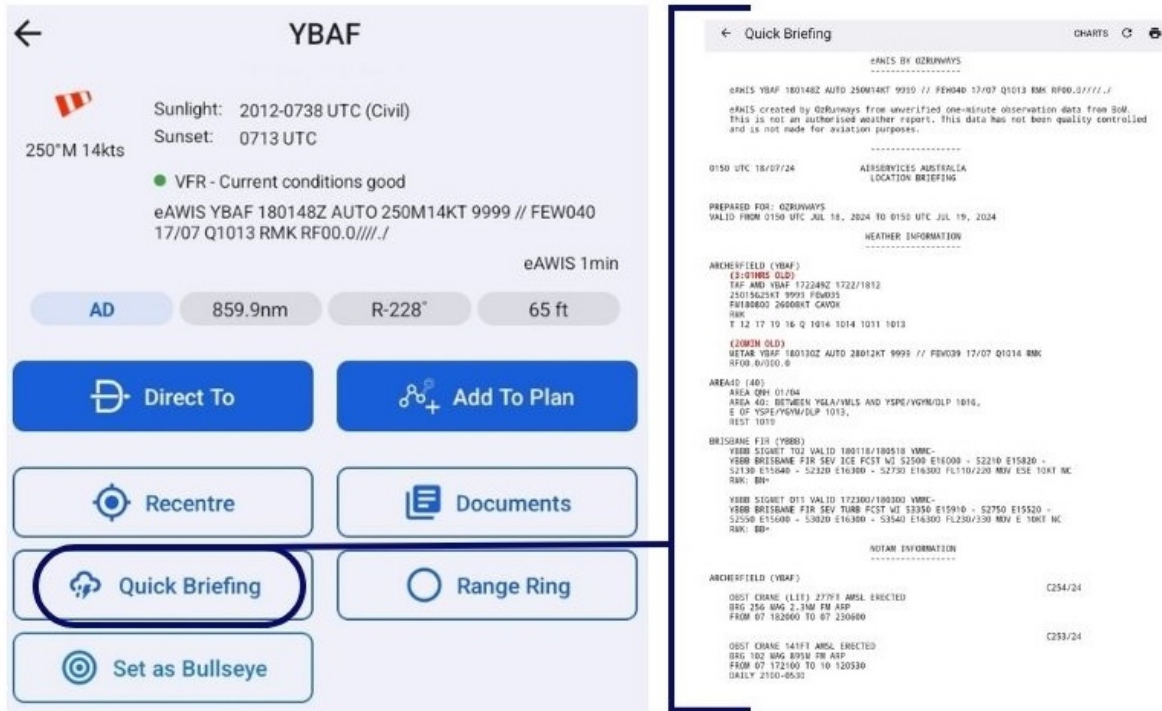 YBAF
250°M 14kts
Sunlight: 2012-0738 UTC (Civil)
Sunset: 0713 UTC
VFR - Current conditions good
eAWIS YBAF 180148Z AUTO 250M14KT 9999 // FEW040
17/07 Q1013 RMK RF00.0////./
eAWIS 1min
AD
859.9nm
R-228°
65 ft
Direct To
Add To Plan
Recentre
Documents
Quick Briefing
Range Ring
Set as Bullseye
Quick Briefing
CHARTS
eAWIS BY OZRUNWAYS
eAWIS YBAF 180148Z AUTO 250M14KT 9999 // FEW040 17/07 Q1013 RMK RF00.0////./
eAWIS created by OzRunways from unverified one-minute observation data from BoM.
This is not an authorised weather report. This data has not been quality controlled
and is not made for aviation purposes.
0150 UTC 18/07/24
AIRSERVICES AUSTRALIA
LOCATION BRIEFING
PREPARED FOR: OZRUNWAYS
VALID FROM 0150 UTC JUL 18, 2024 TO 0150 UTC JUL 19, 2024
WEATHER INFORMATION
ARCHERFIELD (YBAF)
(3:01HRS OLD)
TAF AMD YBAF 172249Z 1722/1812
25015G25KT 9999 FEW035
FM180800 26008KT CAVOK
RMK
T 12 17 19 16 Q 1014 1014 1011 1013
(20MIN OLD)
METAR YBAF 180130Z AUTO 28012KT 9999 // FEW039 17/07 Q1014 RMK
RF00.0/000.0
AREA40 (40)
AREA QNH 01/04
AREA 40: BETWEEN YGLA/VMLS AND YSPE/YGYM/DLP 1016,
E OF YSPE/YGYM/DLP 1013,
REST 1019
BRISBANE FIR (YBBB)
YBBB SIGMET T02 VALID 180118/180518 YMMC-
YBBB BRISBANE FIR SEV ICE FCST WI S2500 E16000 - S2210 E15820 -
S2130 E15840 - S2320 E16300 - S2730 E16300 FL110/220 MOV ESE 10KT NC
RMK: BN=
YBBB SIGMET O11 VALID 172300/180300 YMMC-
YBBB BRISBANE FIR SEV TURB FCST WI S3350 E15910 - S2750 E15520 -
S2550 E15600 - S3020 E16300 - S3540 E16300 FL230/330 MOV E 10KT NC
RMK: BB=
NOTAM INFORMATION
ARCHERFIELD (YBAF)
C254/24
OBST CRANE (LIT) 277FT AMSL ERECTED
BRG 256 MAG 2.3NM FM ARP
FROM 07 182000 TO 07 230600
C253/24
OBST CRANE 141FT AMSL ERECTED
BRG 102 MAG 895M FM ARP
FROM 07 172100 TO 10 120530
DAILY 2100-0530